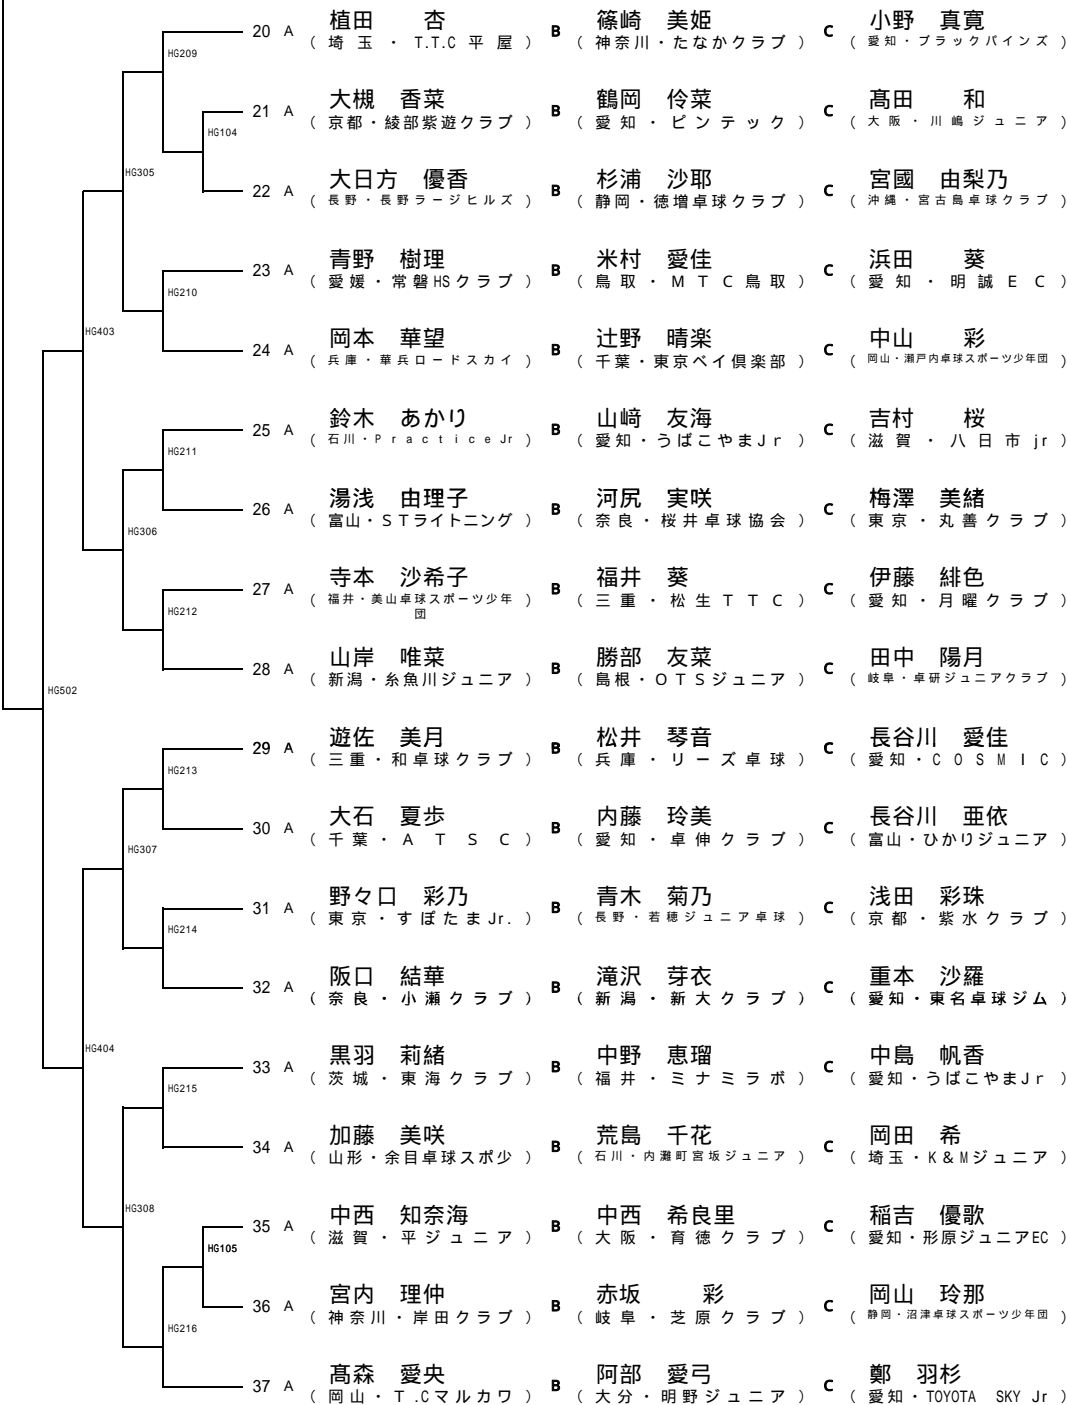 HG209
20 A 植田 杏 B 篠崎 美姫 C 小野 真寛
( 埼玉・T.T.C平屋 ) ( 神奈川・たなかクラブ ) ( 愛知・ブラックパインズ )
21 A 大槻 香菜 B 鶴岡 伶菜 C 髙田 和
( 京都・綾部紫遊クラブ ) ( 愛知・ピンテック ) ( 大阪・川嶋ジュニア )
HG104
HG305
22 A 大日方 優香 B 杉浦 沙耶 C 宮國 由梨乃
( 長野・長野ラージヒルズ ) ( 静岡・徳増卓球クラブ ) ( 沖縄・宮古島卓球クラブ )
23 A 青野 樹理 B 米村 愛佳 C 浜田 葵
( 愛媛・常磐HSクラブ ) ( 鳥取・MTC鳥取 ) ( 愛知・明誠EC )
HG210
HG403
24 A 岡本 華望 B 辻野 晴楽 C 中山 彩
( 兵庫・華兵ロードスカイ ) ( 千葉・東京ベイ倶楽部 ) ( 岡山・瀬戸内卓球スポーツ少年団 )
25 A 鈴木 あかり B 山﨑 友海 C 吉村 桜
( 石川・PracticeJr ) ( 愛知・うばこやまJr ) ( 滋賀・八日市jr )
HG211
26 A 湯浅 由理子 B 河尻 実咲 C 梅澤 美緒
( 富山・STライトニング ) ( 奈良・桜井卓球協会 ) ( 東京・丸善クラブ )
HG306
27 A 寺本 沙希子 B 福井 葵 C 伊藤 緋色
( 福井・美山卓球スポーツ少年団 ) ( 三重・松生TTC ) ( 愛知・月曜クラブ )
HG212
28 A 山岸 唯菜 B 勝部 友菜 C 田中 陽月
( 新潟・糸魚川ジュニア ) ( 島根・OTSジュニア ) ( 岐阜・卓研ジュニアクラブ )
HG502
29 A 遊佐 美月 B 松井 琴音 C 長谷川 愛佳
( 三重・和卓球クラブ ) ( 兵庫・リーズ卓球 ) ( 愛知・COSMIC )
HG213
30 A 大石 夏歩 B 内藤 玲美 C 長谷川 亜依
( 千葉・ATSC ) ( 愛知・卓伸クラブ ) ( 富山・ひかりジュニア )
HG307
31 A 野々口 彩乃 B 青木 菊乃 C 浅田 彩珠
( 東京・すぽたまJr. ) ( 長野・若穂ジュニア卓球 ) ( 京都・紫水クラブ )
HG214
32 A 阪口 結華 B 滝沢 芽衣 C 重本 沙羅
( 奈良・小瀬クラブ ) ( 新潟・新大クラブ ) ( 愛知・東名卓球ジム )
HG404
33 A 黒羽 莉緒 B 中野 恵瑠 C 中島 帆香
( 茨城・東海クラブ ) ( 福井・ミナミラボ ) ( 愛知・うばこやまJr )
HG215
34 A 加藤 美咲 B 荒島 千花 C 岡田 希
( 山形・余目卓球スポ少 ) ( 石川・内灘町宮坂ジュニア ) ( 埼玉・K&Mジュニア )
HG308
35 A 中西 知奈海 B 中西 希良里 C 稲吉 優歌
( 滋賀・平ジュニア ) ( 大阪・育徳クラブ ) ( 愛知・形原ジュニアEC )
HG105
36 A 宮内 理仲 B 赤坂 彩 C 岡山 玲那
( 神奈川・岸田クラブ ) ( 岐阜・芝原クラブ ) ( 静岡・沼津卓球スポーツ少年団 )
HG216
37 A 髙森 愛央 B 阿部 愛弓 C 鄭 羽杉
( 岡山・T.Cマルカワ ) ( 大分・明野ジュニア ) ( 愛知・TOYOTA SKY Jr )